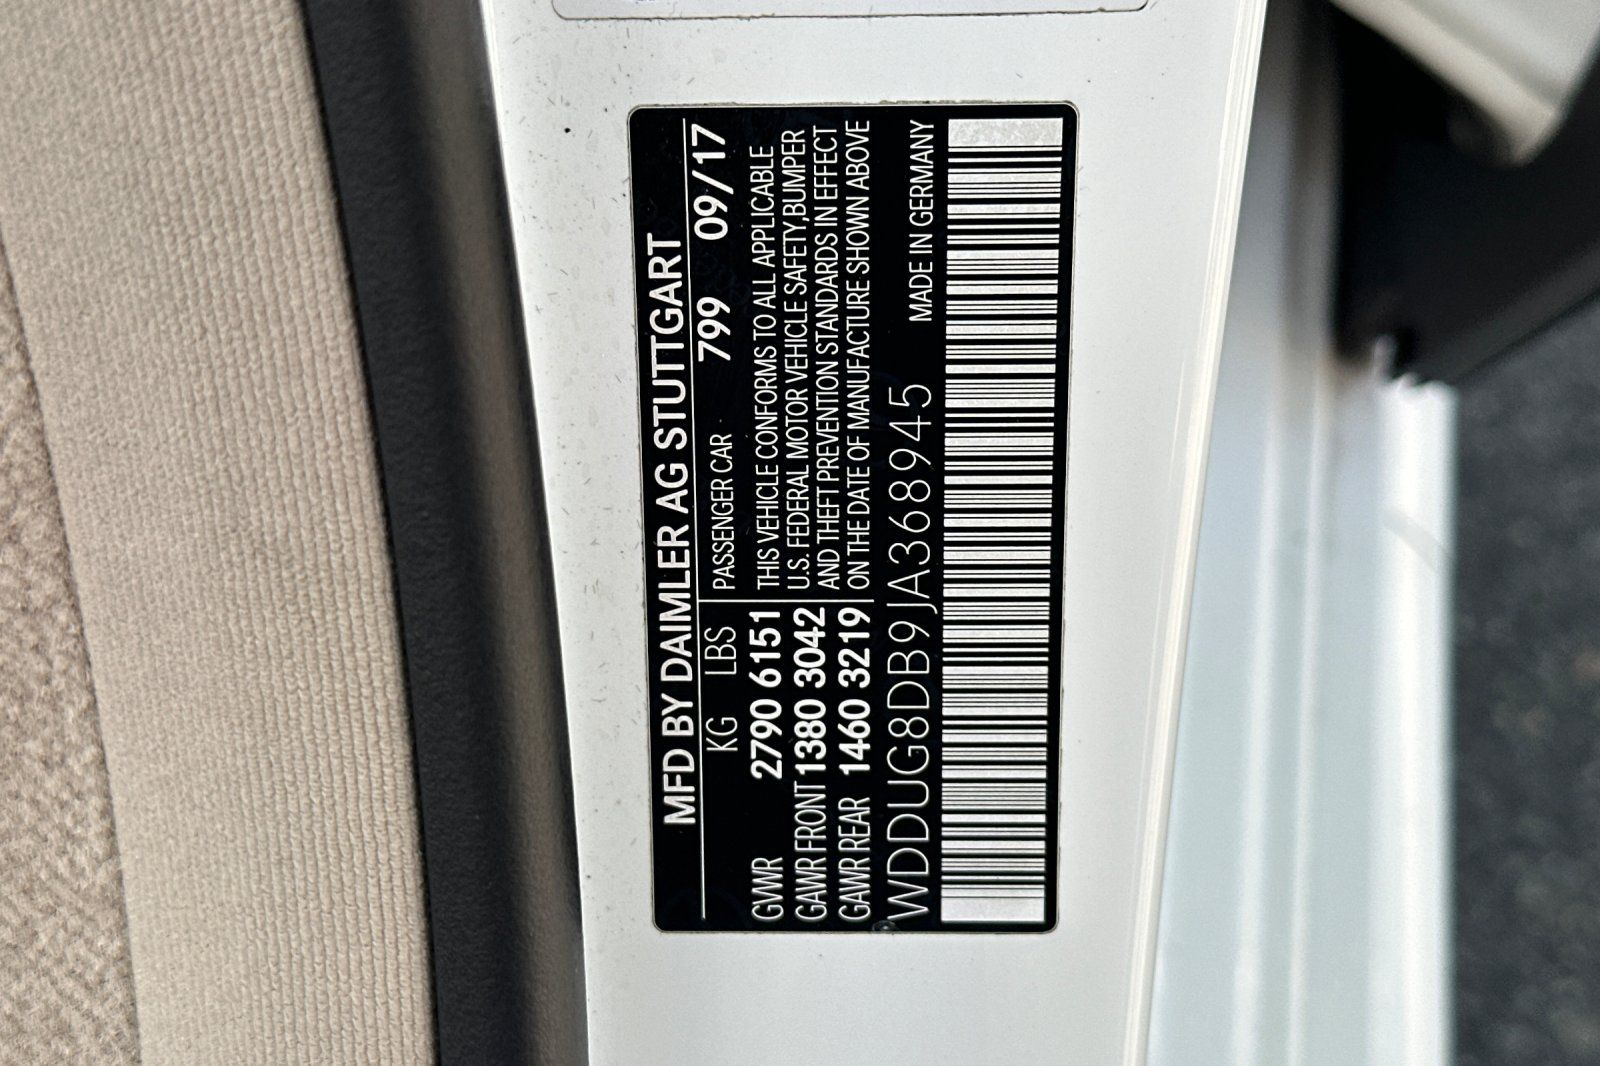 MFD BY DAIMLER AG STUTTGART
KG LBS PASSENGER CAR 799 09/17
GVWR 2790 6151 THIS VEHICLE CONFORMS TO ALL APPLICABLE
GAWR FRONT 1380 3042 U.S. FEDERAL MOTOR VEHICLE SAFETY,BUMPER
AND THEFT PREVENTION STANDARDS IN EFFECT
GAWR REAR 1460 3219 ON THE DATE OF MANUFACTURE SHOWN ABOVE
WDDUG8DB9JA368945 MADE IN GERMANY